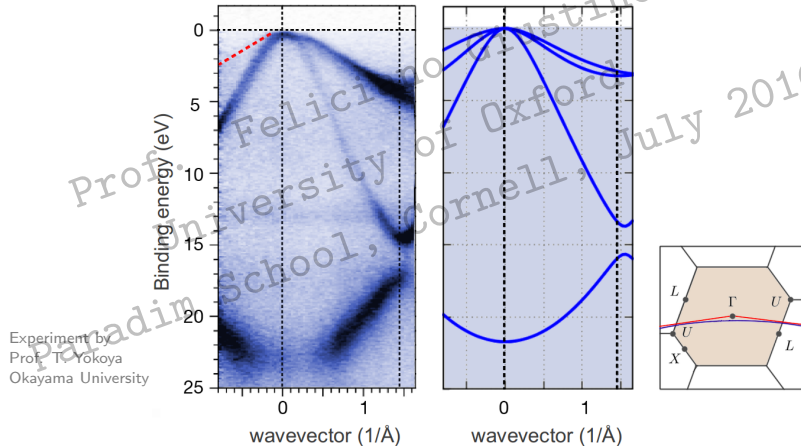 Prof. Feliciano Giustino
University of Oxford
Paradim School, Cornell, July 2016
0
5
10
15
20
25
Binding energy (eV)
0
1
wavevector (1/Å)
0
1
wavevector (1/Å)
Experiment by
Prof. T. Yokoya
Okayama University
L
Γ
U
U
L
X